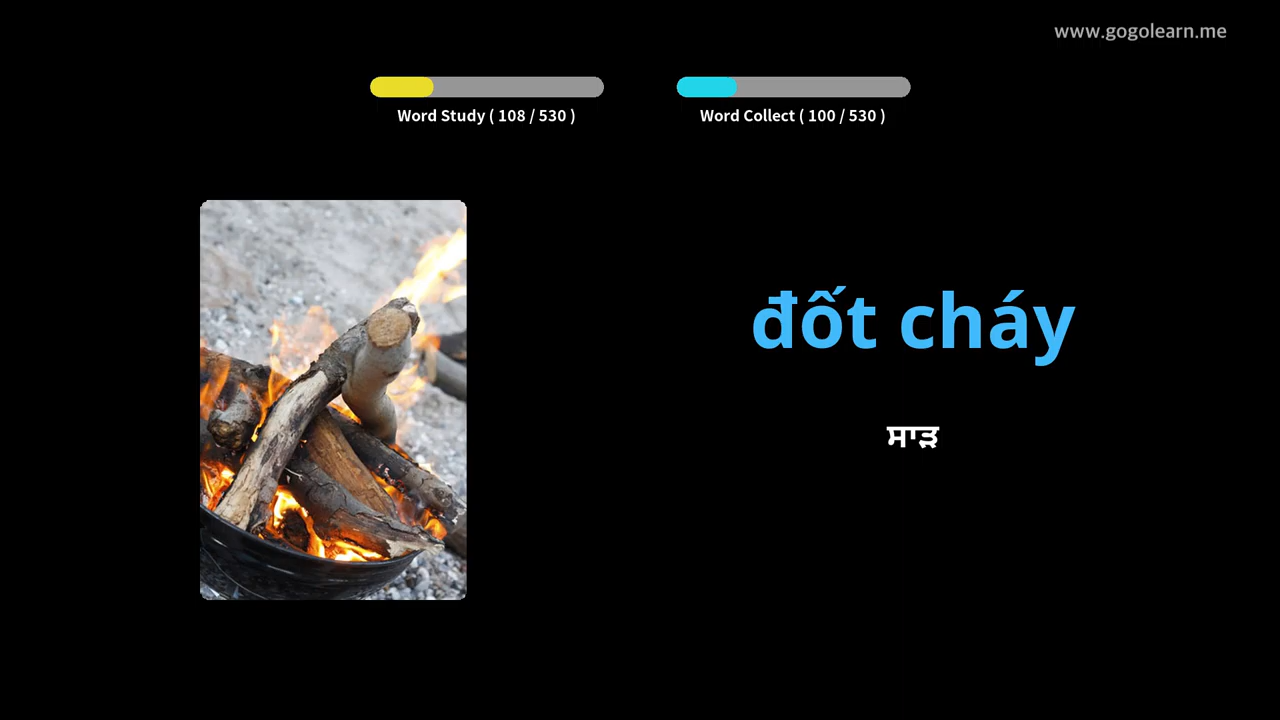 www.gogolearn.me
Word Study ( 108 / 530 )
Word Collect ( 100 / 530 )
đốt cháy
ਸਾੜ